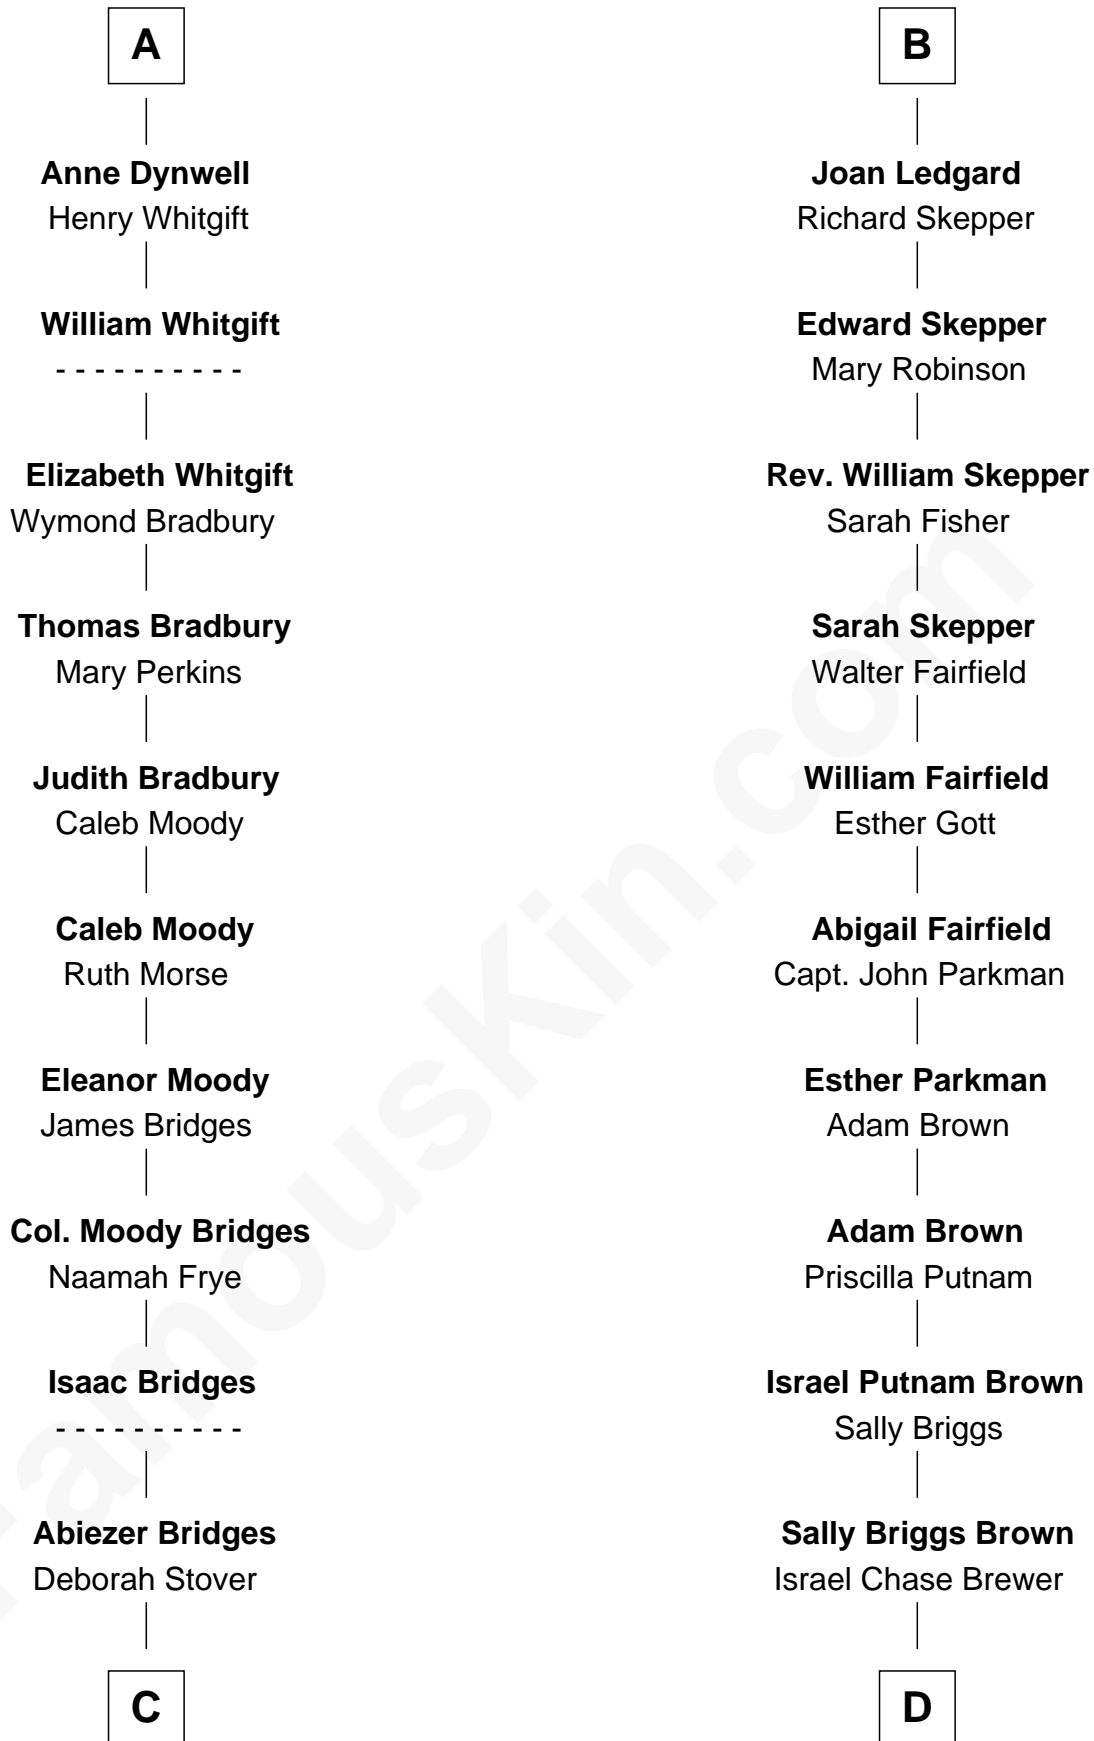 A
Anne Dynwell
Henry Whitgift
William Whitgift
- - - - - - - - - -
Elizabeth Whitgift
Wymond Bradbury
Thomas Bradbury
Mary Perkins
Judith Bradbury
Caleb Moody
Caleb Moody
Ruth Morse
Eleanor Moody
James Bridges
Col. Moody Bridges
Naamah Frye
Isaac Bridges
- - - - - - - - - -
Abiezer Bridges
Deborah Stover
C
B
Joan Ledgard
Richard Skepper
Edward Skepper
Mary Robinson
Rev. William Skepper
Sarah Fisher
Sarah Skepper
Walter Fairfield
William Fairfield
Esther Gott
Abigail Fairfield
Capt. John Parkman
Esther Parkman
Adam Brown
Adam Brown
Priscilla Putnam
Israel Putnam Brown
Sally Briggs
Sally Briggs Brown
Israel Chase Brewer
D
FamousKin.com